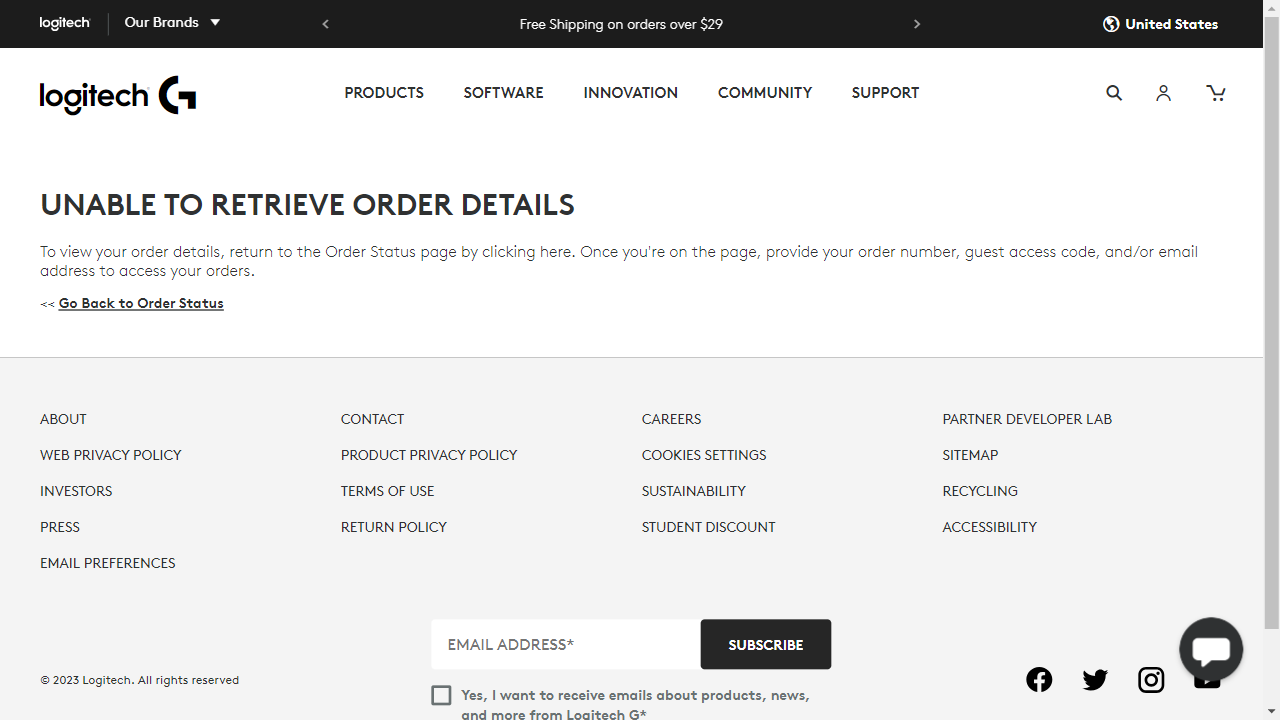 logitech
Our Brands
Free Shipping on orders over $29
United States
logitech G
PRODUCTS
SOFTWARE
INNOVATION
COMMUNITY
SUPPORT
UNABLE TO RETRIEVE ORDER DETAILS
To view your order details, return to the Order Status page by clicking here. Once you're on the page, provide your order number, guest access code, and/or email
address to access your orders.
<< Go Back to Order Status
ABOUT
CONTACT
CAREERS
PARTNER DEVELOPER LAB
WEB PRIVACY POLICY
PRODUCT PRIVACY POLICY
COOKIES SETTINGS
SITEMAP
INVESTORS
TERMS OF USE
SUSTAINABILITY
RECYCLING
PRESS
RETURN POLICY
STUDENT DISCOUNT
ACCESSIBILITY
EMAIL PREFERENCES
EMAIL ADDRESS*
SUBSCRIBE
© 2023 Logitech. All rights reserved
Yes, I want to receive emails about products, news,
and more from Logitech G*